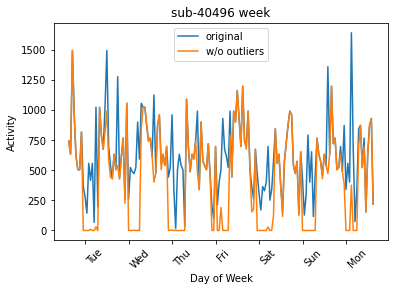 sub-40496 week
original
w/o outliers
1500
1250
1000
750
500
250
0
Activity
Tue
Wed
Thu
Fri
Sat
Sun
Mon
Day of Week